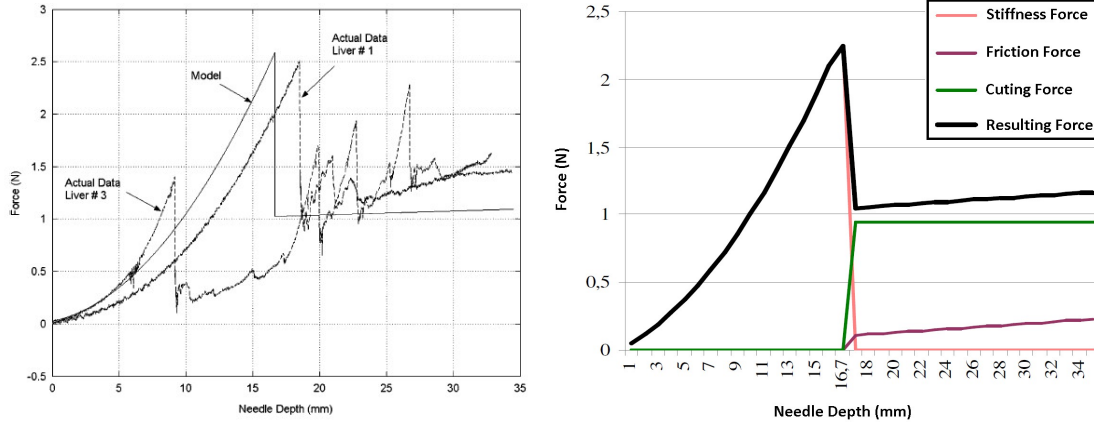 3
2.5
2
1.5
1
0.5
0
-0.5
Force (N)
Model
Actual Data
Liver # 1
Actual Data
Liver # 3
0 5 10 15 20 25 30 35
Needle Depth (mm)
2,5
2
1,5
1
0,5
0
Force (N)
Stiffness Force
Friction Force
Cuting Force
Resulting Force
1 3 5 7 9 11 13 15 16,7 18 20 22 24 26 28 30 32 34
Needle Depth (mm)